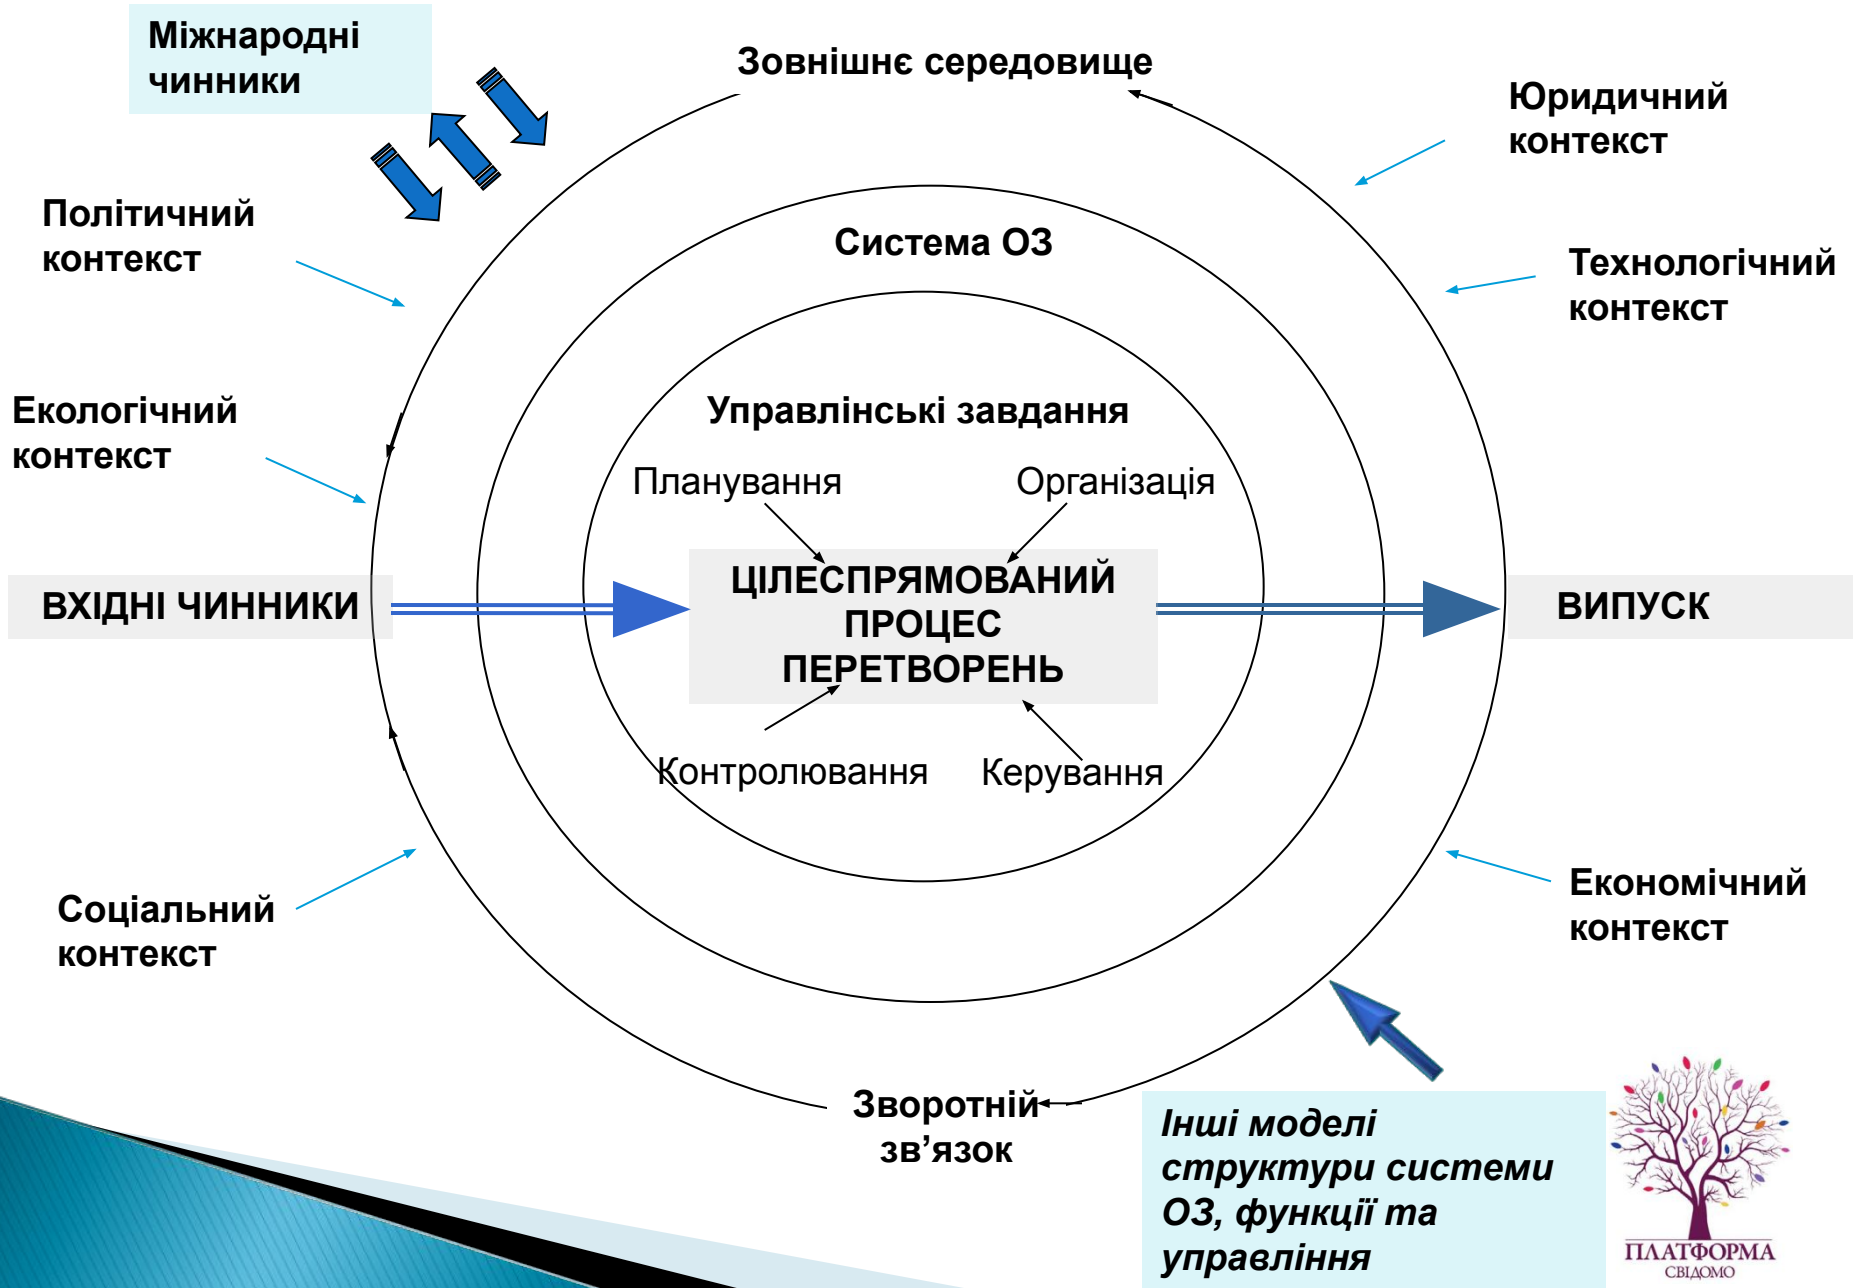 Міжнародні
чинники
Зовнішнє середовище
Юридичний
контекст
Політичний
контекст
Система ОЗ
Технологічний
контекст
Екологічний
контекст
Управлінські завдання
Планування
Організація
ВХІДНІ ЧИННИКИ
ЦІЛЕСПРЯМОВАНИЙ
ПРОЦЕС
ПЕРЕТВОРЕНЬ
ВИПУСК
Контролювання
Керування
Соціальний
контекст
Економічний
контекст
Зворотній
зв’язок
Інші моделі
структури системи
ОЗ, функції та
управління
ПЛАТФОРМА
СВІДОМО